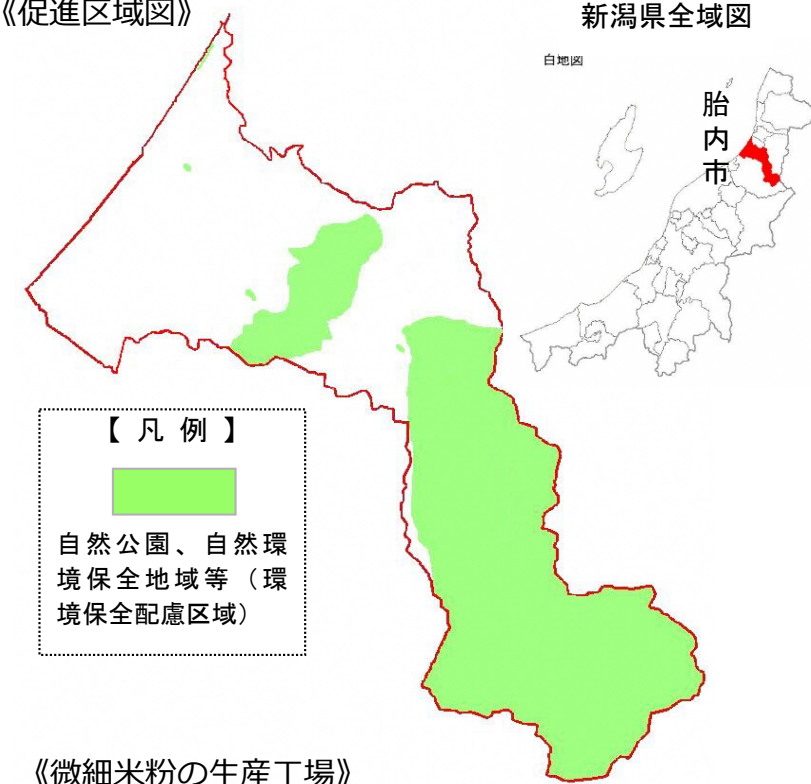 《促進区域図》
新潟県全域図
白地図
胎内市
【 凡 例 】
自然公園、自然環
境保全地域等（環
境保全配慮区域）
《微細米粉の生産工場》